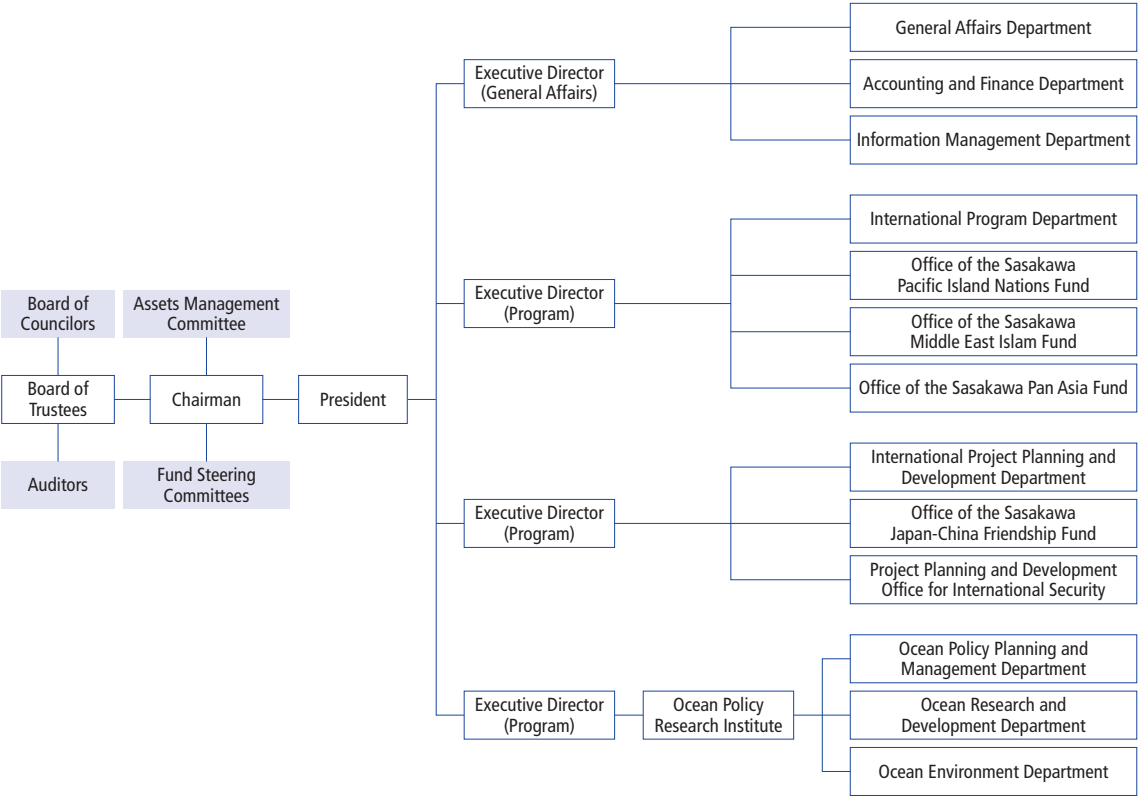 Board of
Councilors
Assets Management
Committee
Board of
Trustees
Chairman
President
Auditors
Fund Steering
Committees
Executive Director
(General Affairs)
General Affairs Department
Accounting and Finance Department
Information Management Department
Executive Director
(Program)
International Program Department
Office of the Sasakawa
Pacific Island Nations Fund
Office of the Sasakawa
Middle East Islam Fund
Office of the Sasakawa Pan Asia Fund
Executive Director
(Program)
International Project Planning and
Development Department
Office of the Sasakawa
Japan-China Friendship Fund
Project Planning and Development
Office for International Security
Executive Director
(Program)
Ocean Policy
Research Institute
Ocean Policy Planning and
Management Department
Ocean Research and
Development Department
Ocean Environment Department